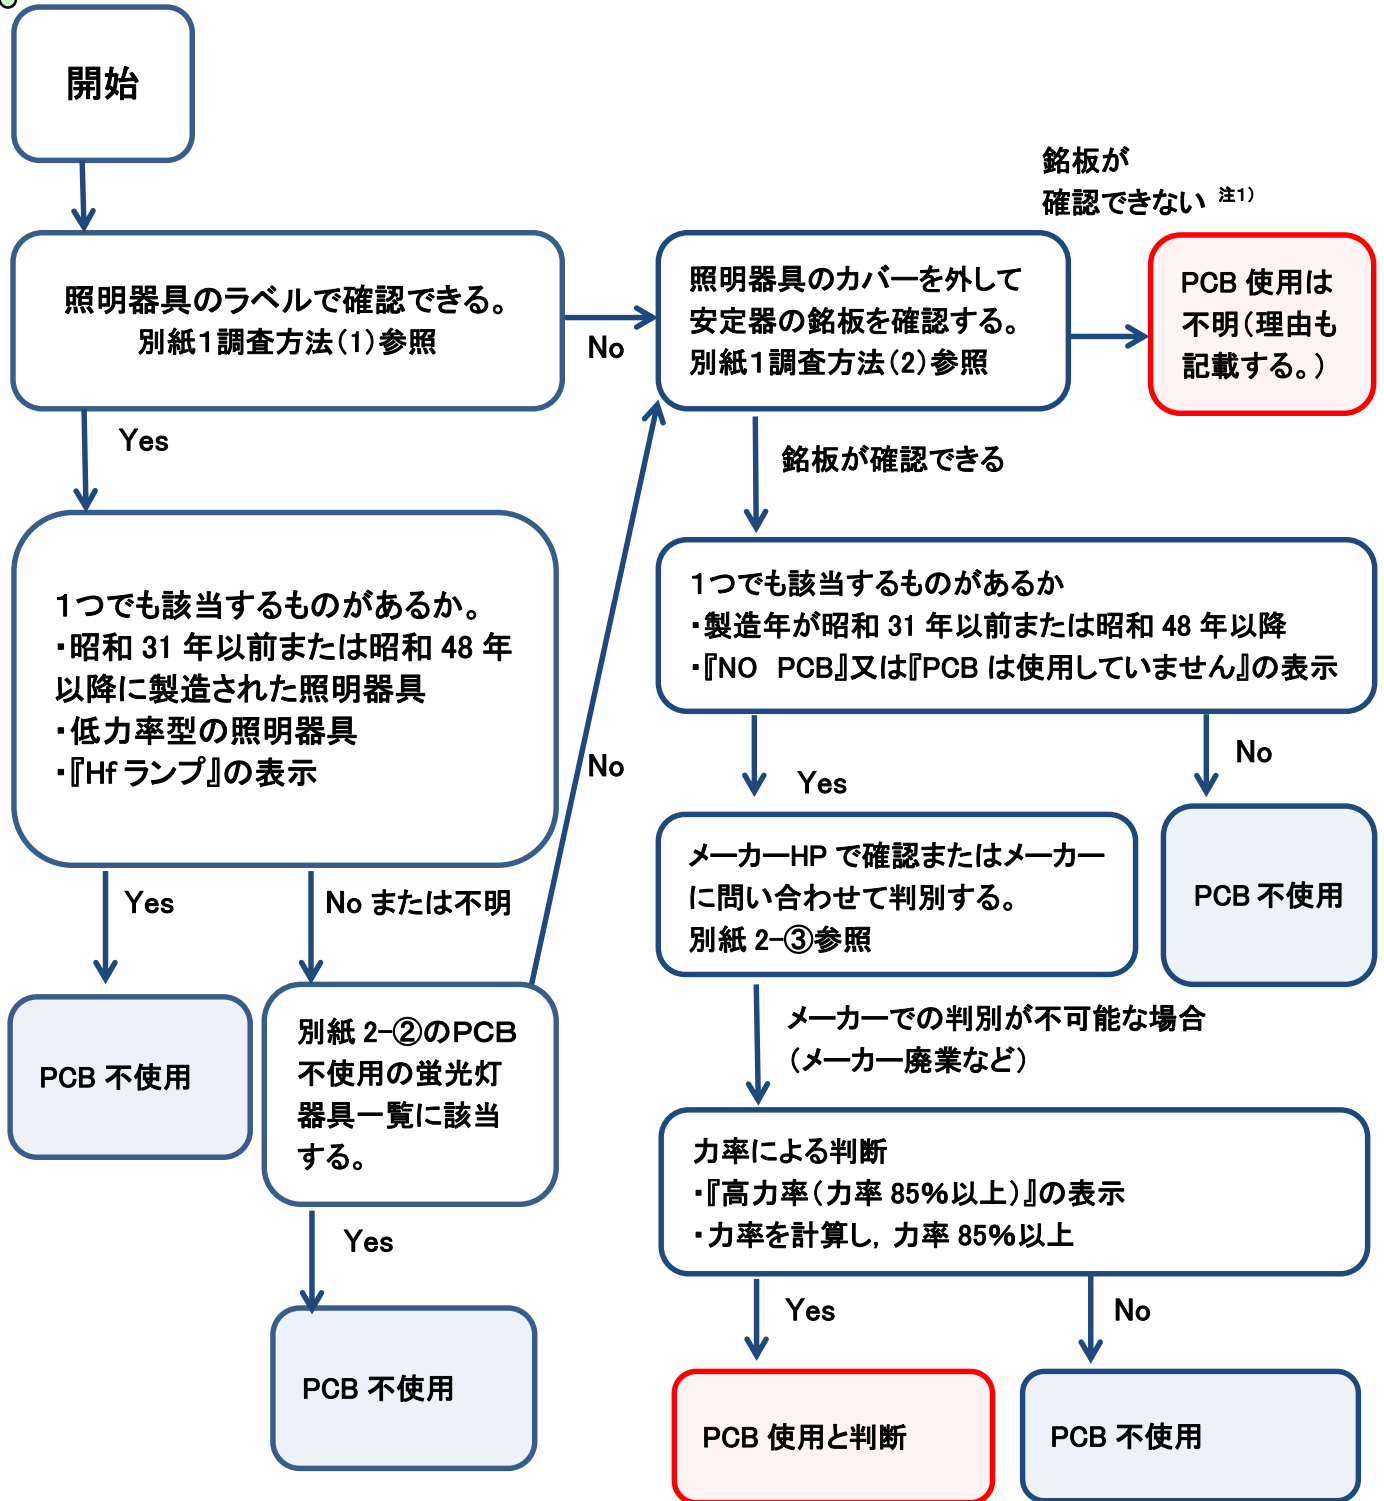 開始
銘板が
確認できない 注1)
照明器具のラベルで確認できる。
別紙1調査方法(1)参照
No
照明器具のカバーを外して
安定器の銘板を確認する。
別紙1調査方法(2)参照
PCB 使用は
不明(理由も
記載する。)
Yes
銘板が確認できる
1つでも該当するものがあるか。
・昭和 31 年以前または昭和 48 年
以降に製造された照明器具
・低力率型の照明器具
・『Hf ランプ』の表示
No
1つでも該当するものがあるか
・製造年が昭和 31 年以前または昭和 48 年以降
・『NO　PCB』又は『PCB は使用していません』の表示
Yes
No
Yes
No または不明
メーカーHP で確認またはメーカー
に問い合わせて判別する。
別紙 2-③参照
PCB 不使用
PCB 不使用
別紙 2-②のPCB
不使用の蛍光灯
器具一覧に該当
する。
メーカーでの判別が不可能な場合
(メーカー廃業など)
Yes
力率による判断
・『高力率(力率 85%以上)』の表示
・力率を計算し, 力率 85%以上
Yes
No
PCB 不使用
PCB 使用と判断
PCB 不使用